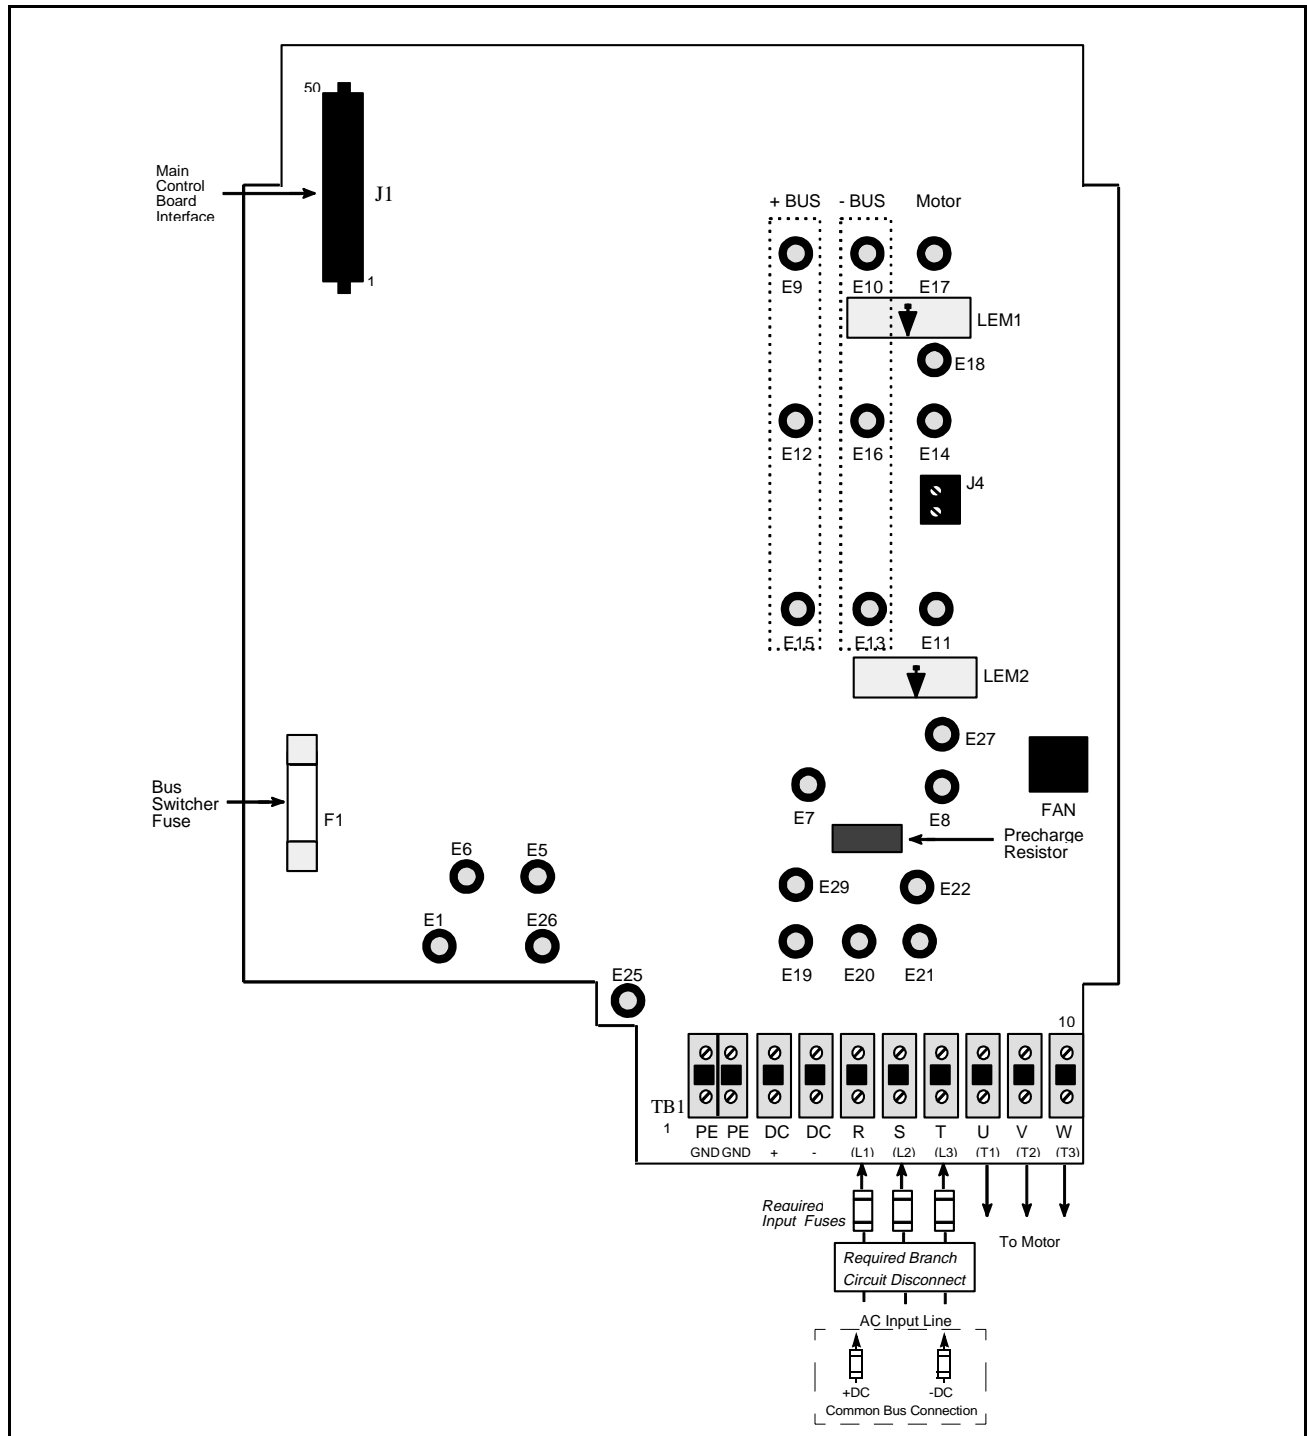 50
Main
Control
Board
Interface
J1
1
+ BUS - BUS Motor
E9 E10 E17
LEM1
E18
E12 E16 E14
J4
E15 E13 E11
LEM2
E27
Bus
Switcher
Fuse
F1
E7 E8 FAN
Precharge
Resistor
E6 E5
E29 E22
E1 E26
E19 E20 E21
E25
10
TB1
1
PE PE DC DC R S T U V W
GND GND + - (L1) (L2) (L3) (T1) (T2) (T3)
Required
Input Fuses
To Motor
Required Branch
Circuit Disconnect
AC Input Line
+DC -DC
Common Bus Connection